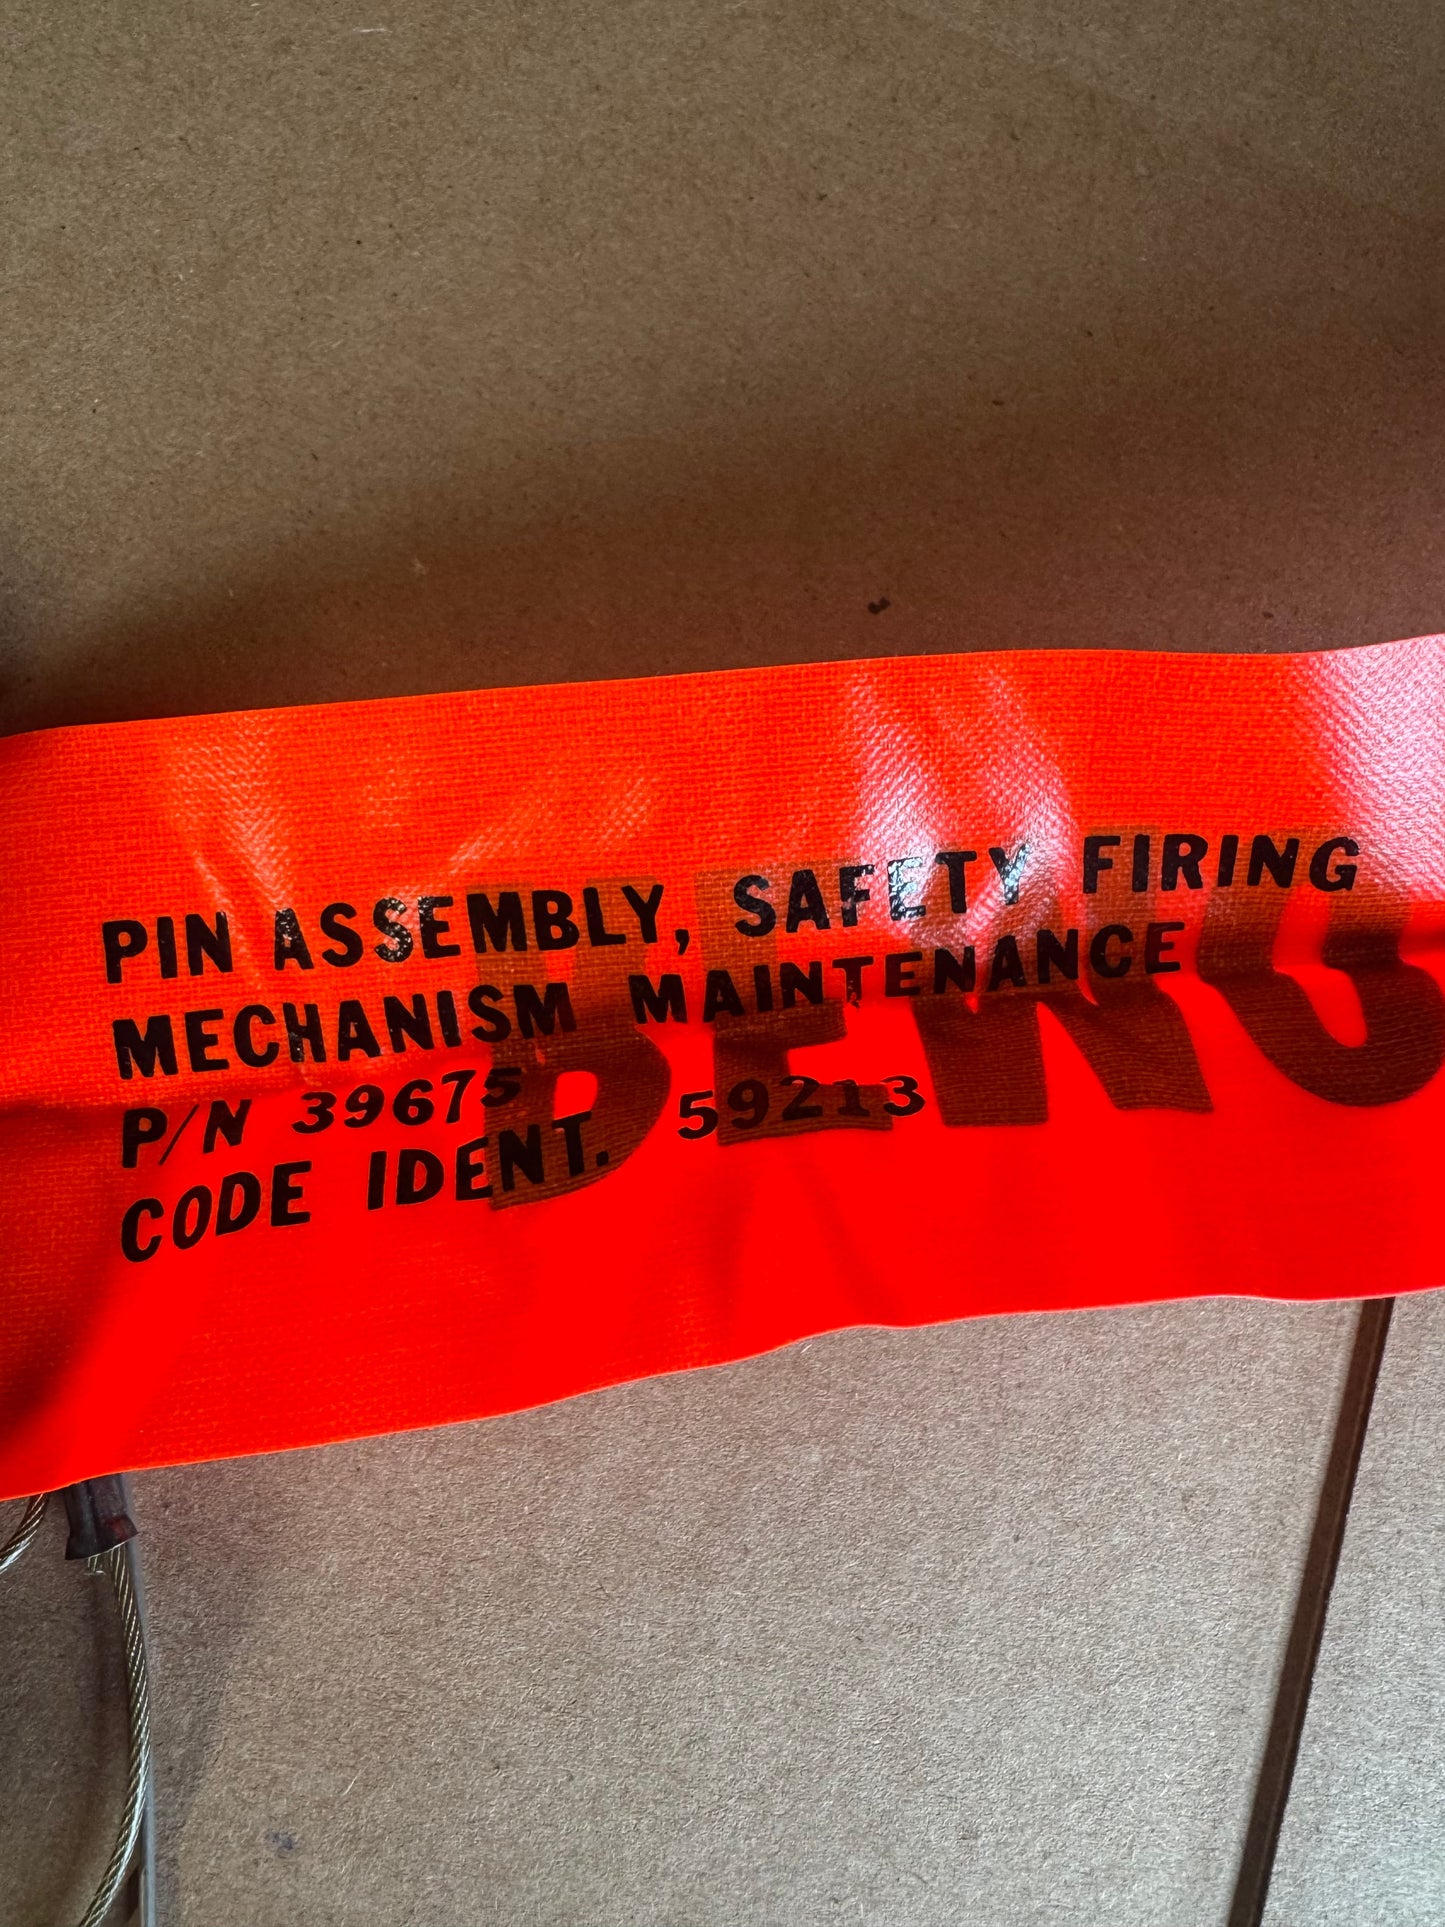 PIN ASSEMBLY, SAFETY FIRING
MECHANISM MAINTENANCE
P/N 39675
CODE IDENT. 59213